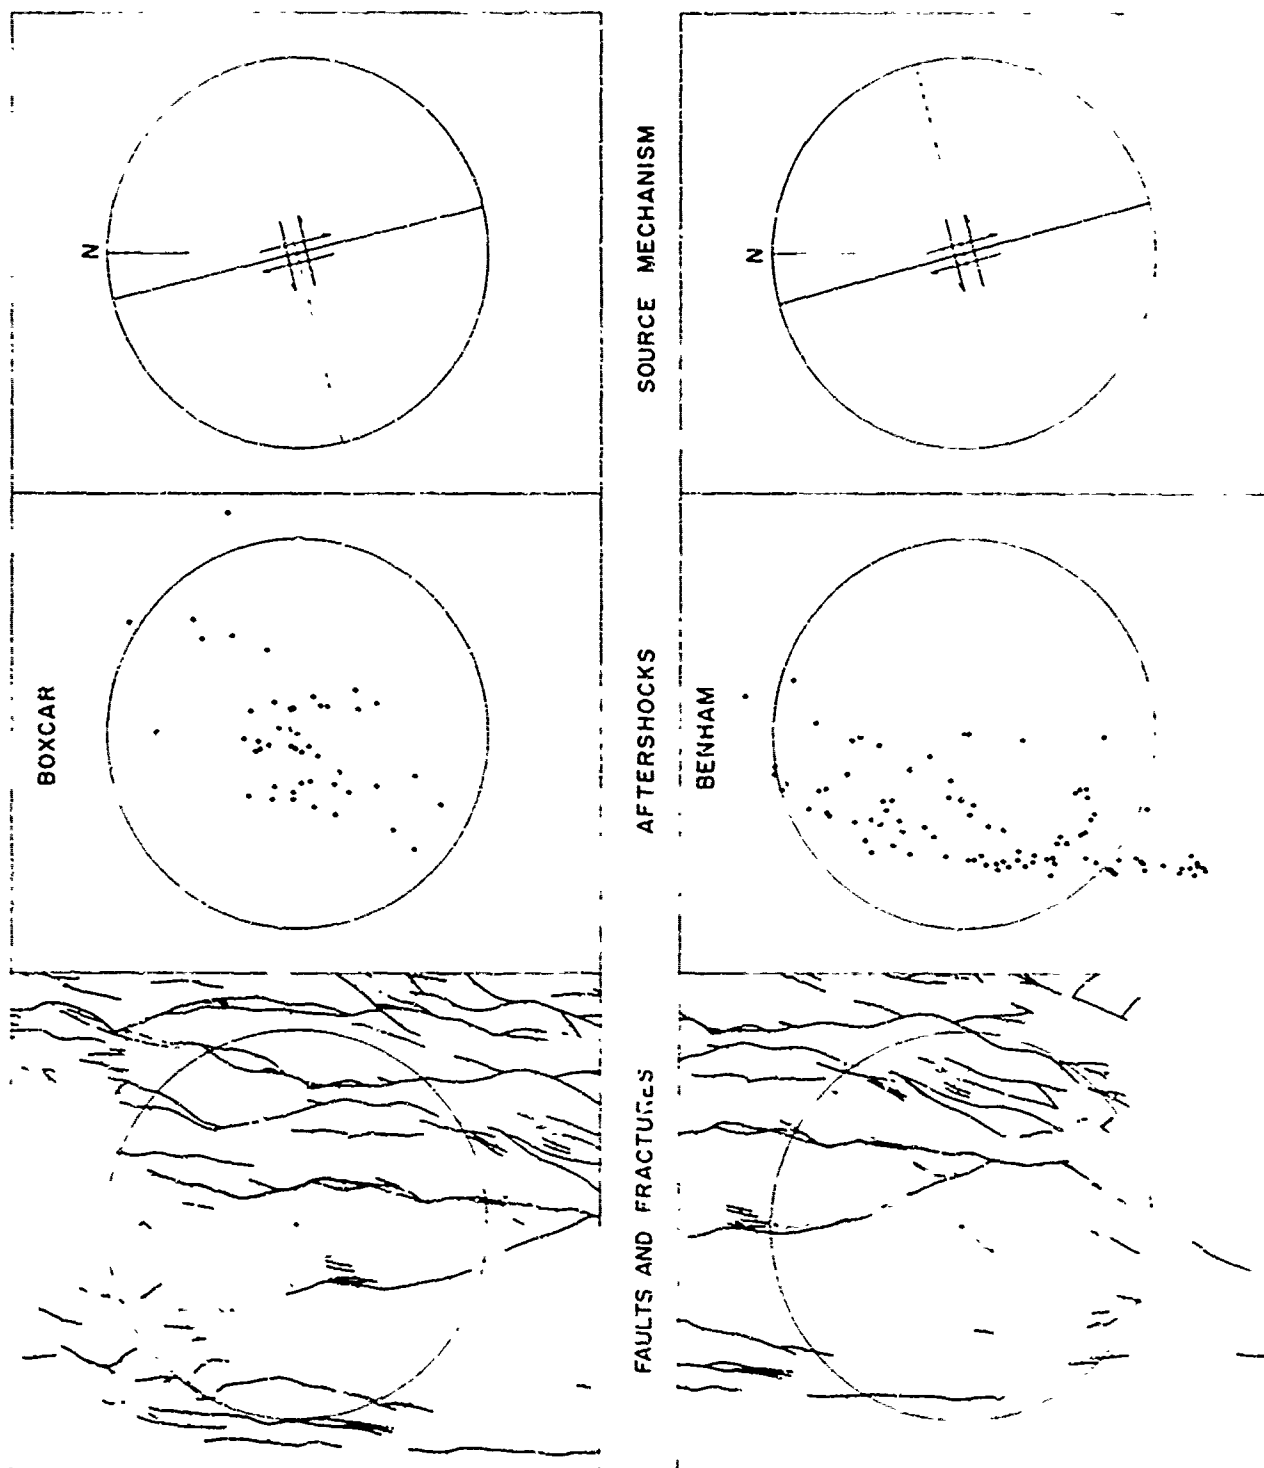 BOXCAR
FAULTS AND FRACTURES
AFTERSHOCKS
SOURCE MECHANISM
N
BENHAM
N